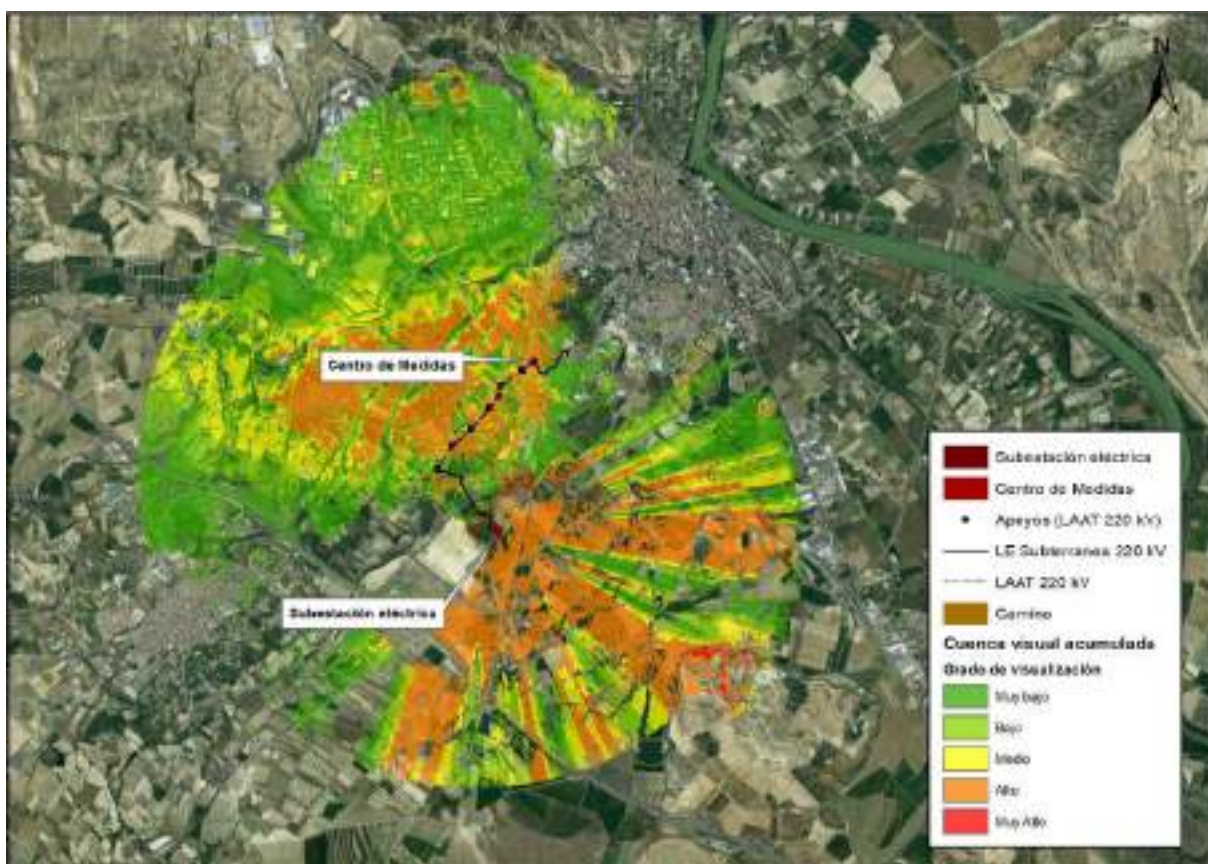 N
Centro de Medidas
Subestación eléctrica
Subestación eléctrica
Centro de Medidas
Apoyos (LAAT 220 kV)
LE Subterranea 220 kV
LAAT 220 kV
Camino
Cuenca visual acumulada
Grado de visualización
Muy bajo
Bajo
Medio
Alto
Muy Alto